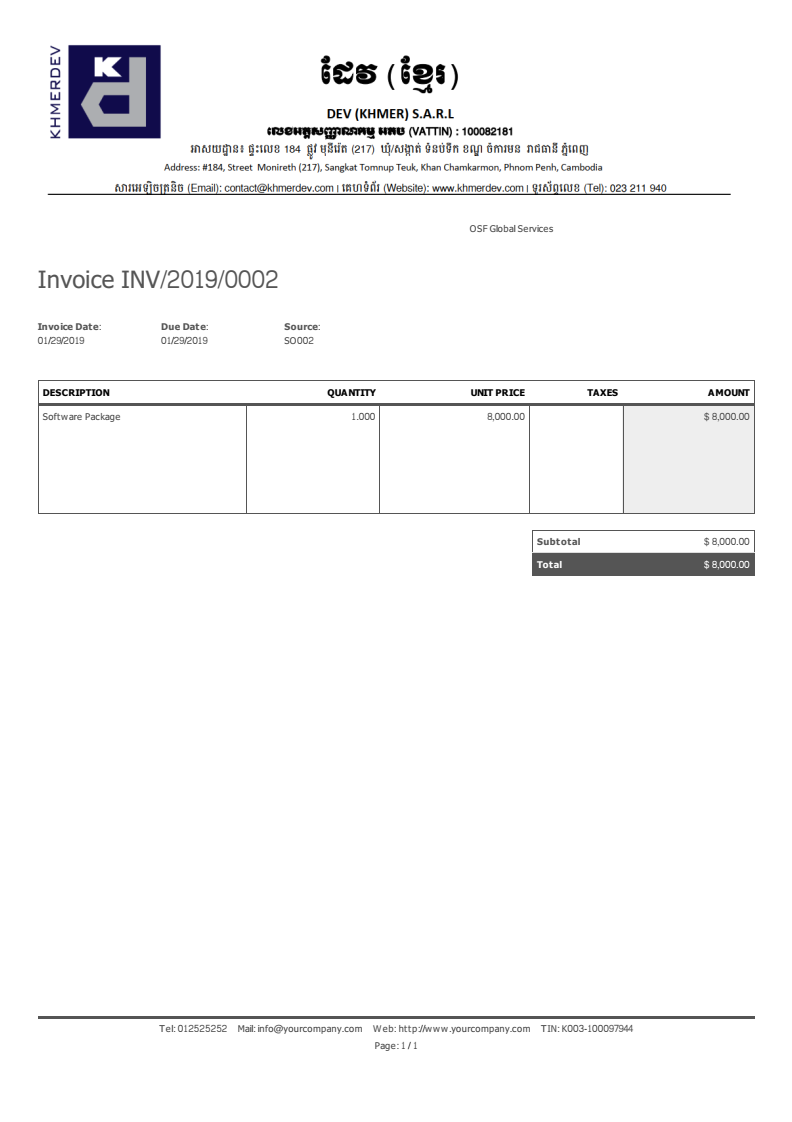 KHMERDEV
ដែវ (ខ្មែរ)
DEV (KHMER) S.A.R.L
លេខអត្តសញ្ញាណកម្ម អតប (VATTIN) : 100082181
អាសយដ្ឋាន៖ ផ្ទះលេខ 184 ផ្លូវ មុនីរ៉េត (217) ឃុំ/សង្កាត់ ទំនប់ទឹក ខណ្ឌ ចំការមន រាជធានី ភ្នំពេញ
Address: #184, Street Monireth (217), Sangkat Tomnup Teuk, Khan Chamkarmon, Phnom Penh, Cambodia
សារអេឡិចត្រូនិច (Email): contact@khmerdev.com | គេហទំព័រ (Website): www.khmerdev.com | ទូរស័ព្ទលេខ (Tel): 023 211 940
OSF Global Services
Invoice INV/2019/0002
Invoice Date: Due Date: Source:
01/29/2019 01/29/2019 SO002
DESCRIPTION QUANTITY UNIT PRICE TAXES AMOUNT
Software Package 1.000 8,000.00 $ 8,000.00
Subtotal $ 8,000.00
Total $ 8,000.00
Tel: 012525252 Mail: info@yourcompany.com Web: http://www.yourcompany.com TIN: K003-100097944
Page: 1 / 1